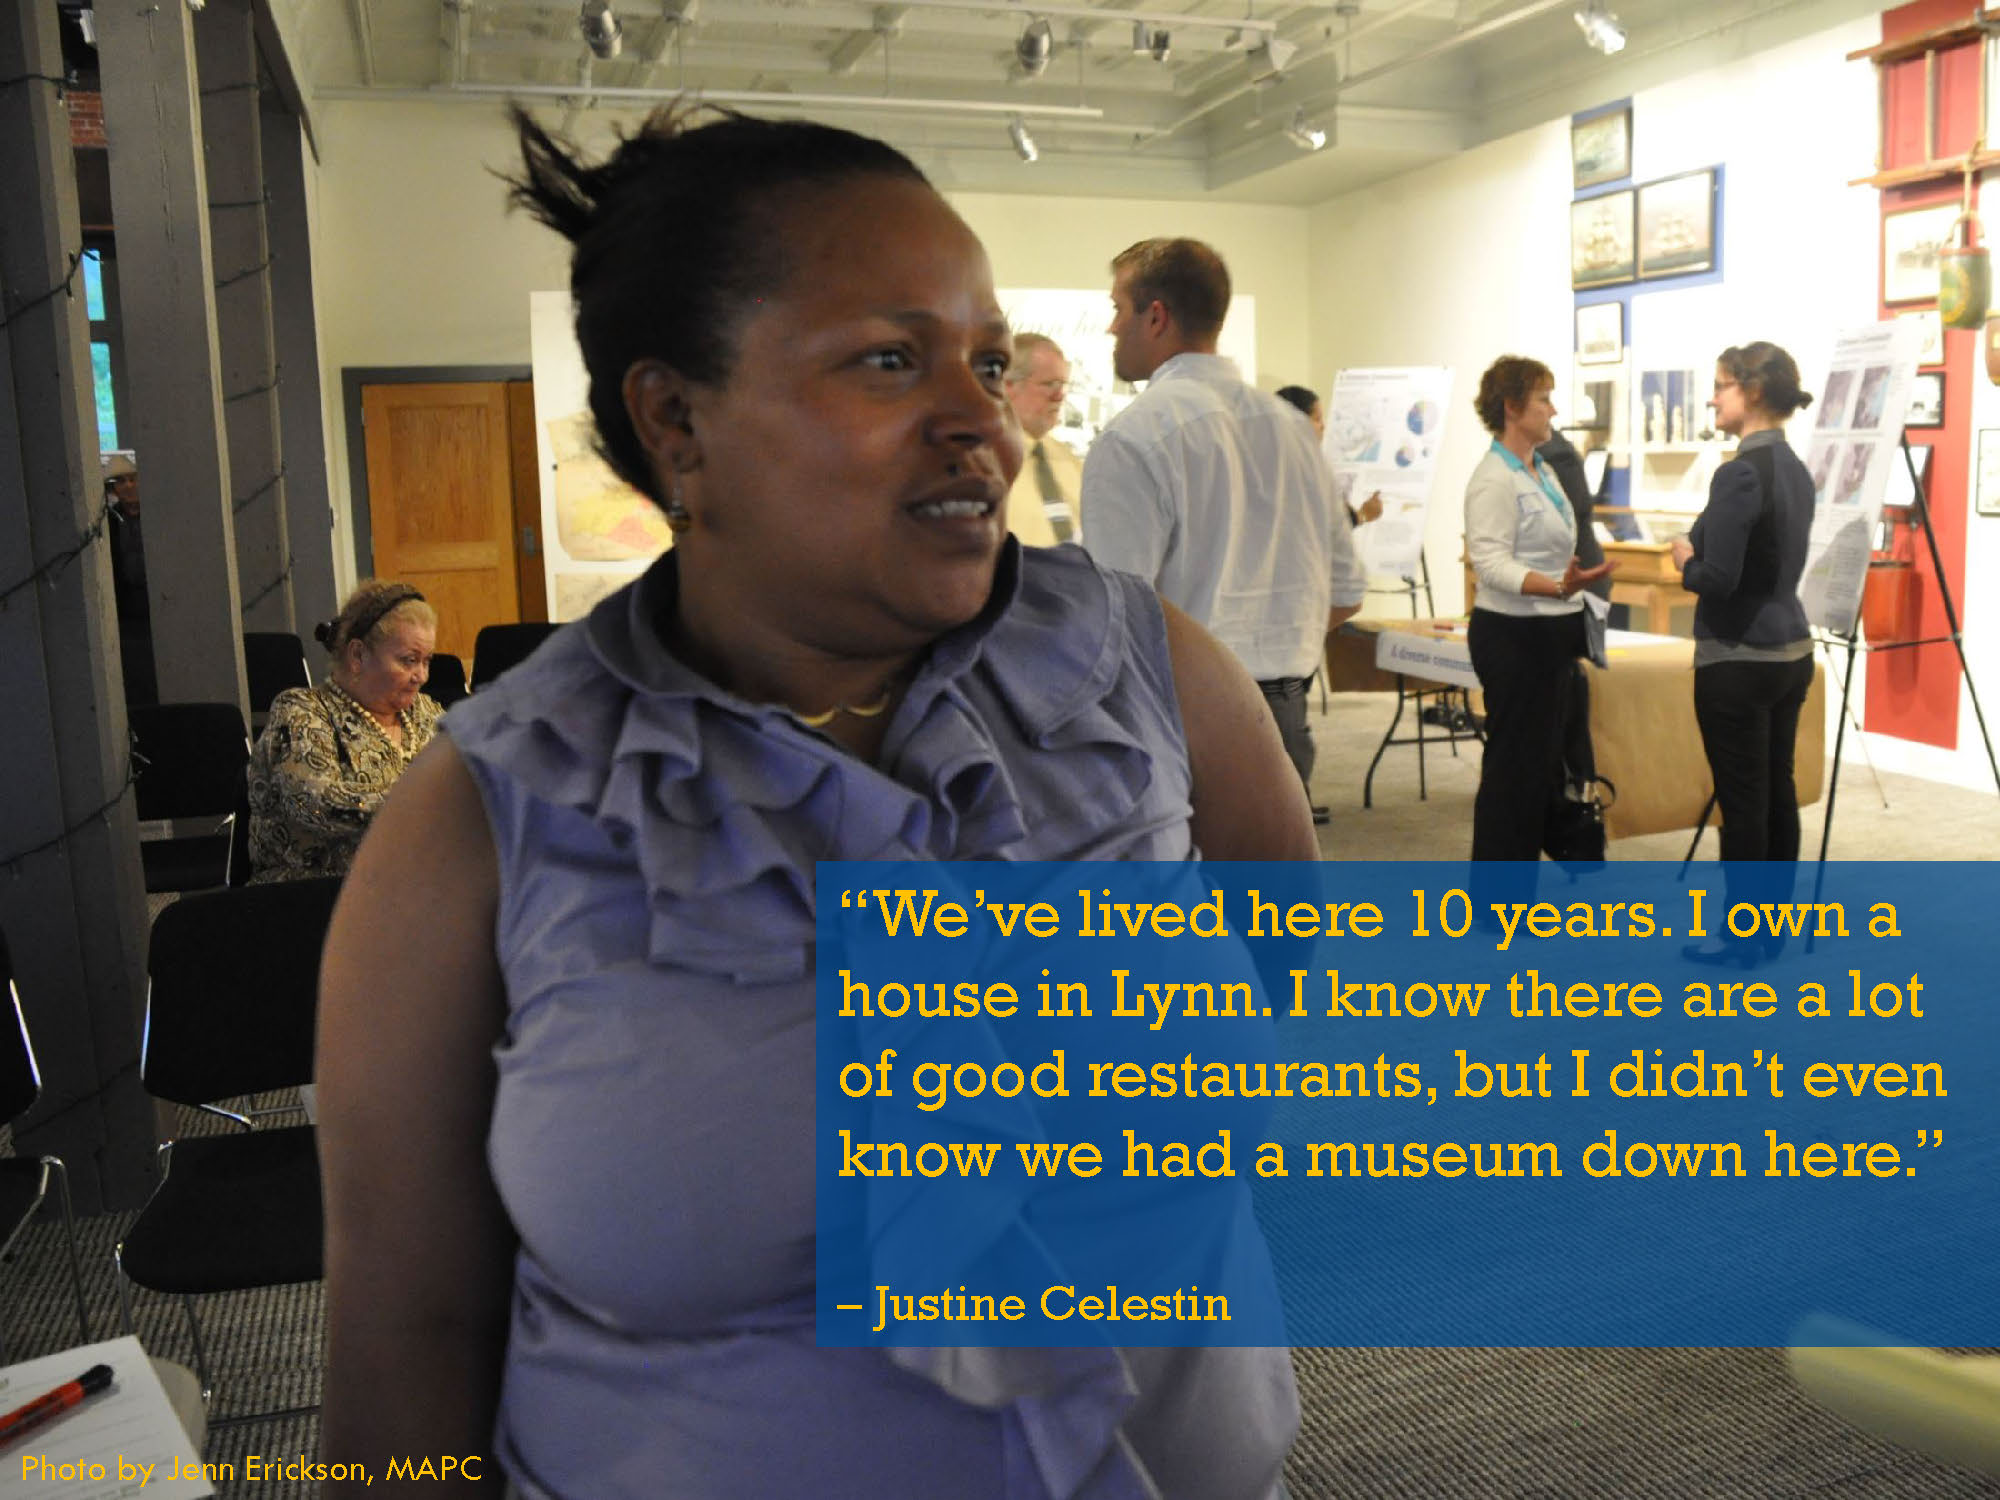 “We’ve lived here 10 years. I own a
house in Lynn. I know there are a lot
of good restaurants, but I didn’t even
know we had a museum down here.”
– Justine Celestin
Photo by Jenn Erickson, MAPC